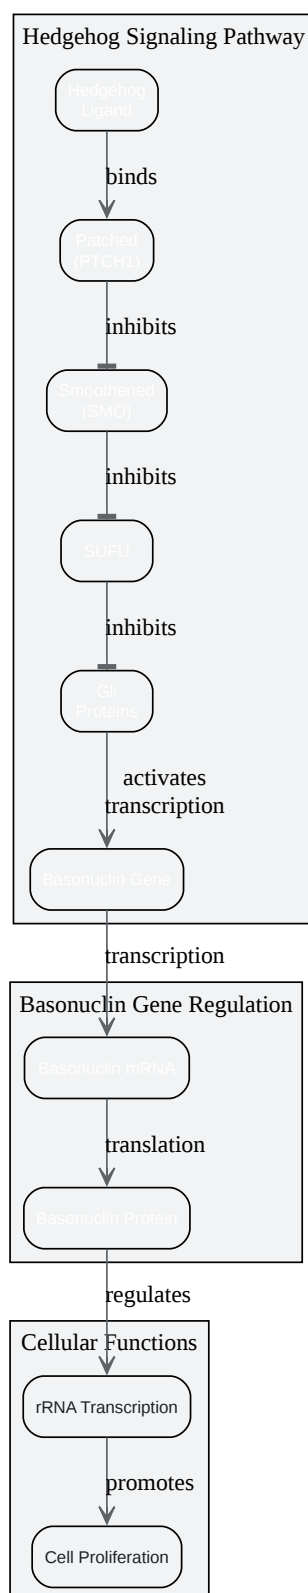 Hedgehog Signaling Pathway
Hedgehog
Ligand
binds
Patched
(PTCH1)
inhibits
Smoothened
(SMO)
inhibits
SUFU
inhibits
Gli
Proteins
activates
transcription
Basonuclin Gene
transcription
Basonuclin Gene Regulation
Basonuclin mRNA
translation
Basonuclin Protein
regulates
Cellular Functions
rRNA Transcription
promotes
Cell Proliferation